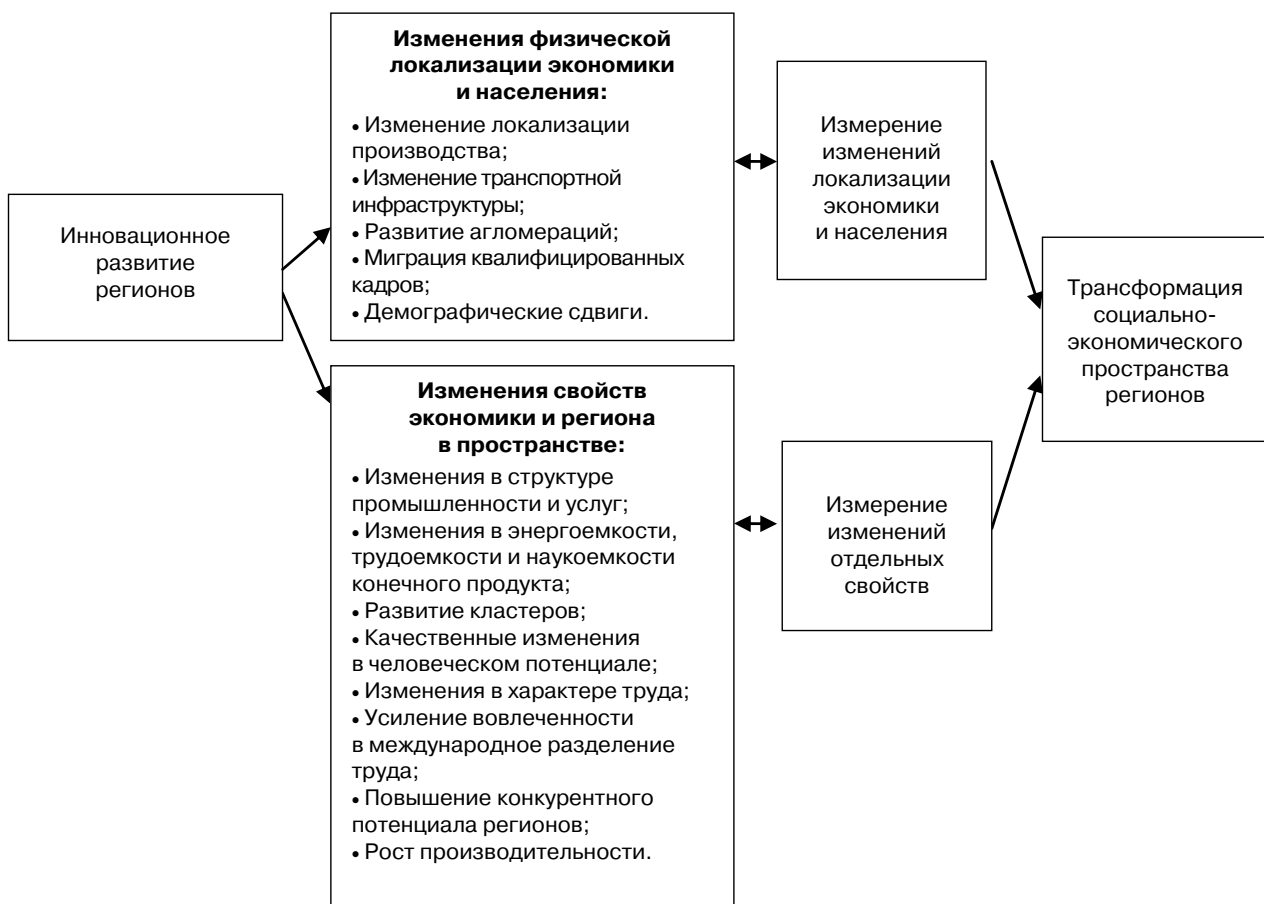 Инновационное
развитие
регионов
Изменения физической
локализации экономики
и населения:
• Изменение локализации
производства;
• Изменение транспортной
инфраструктуры;
• Развитие агломераций;
• Миграция квалифицированных
кадров;
• Демографические сдвиги.
Измерение
изменений
локализации
экономики
и населения
Изменения свойств
экономики и региона
в пространстве:
• Изменения в структуре
промышленности и услуг;
• Изменения в энергоемкости,
трудоемкости и наукоемкости
конечного продукта;
• Развитие кластеров;
• Качественные изменения
в человеческом потенциале;
• Изменения в характере труда;
• Усиление вовлеченности
в международное разделение
труда;
• Повышение конкурентного
потенциала регионов;
• Рост производительности.
Измерение
изменений
отдельных
свойств
Трансформация
социально-
экономического
пространства
регионов